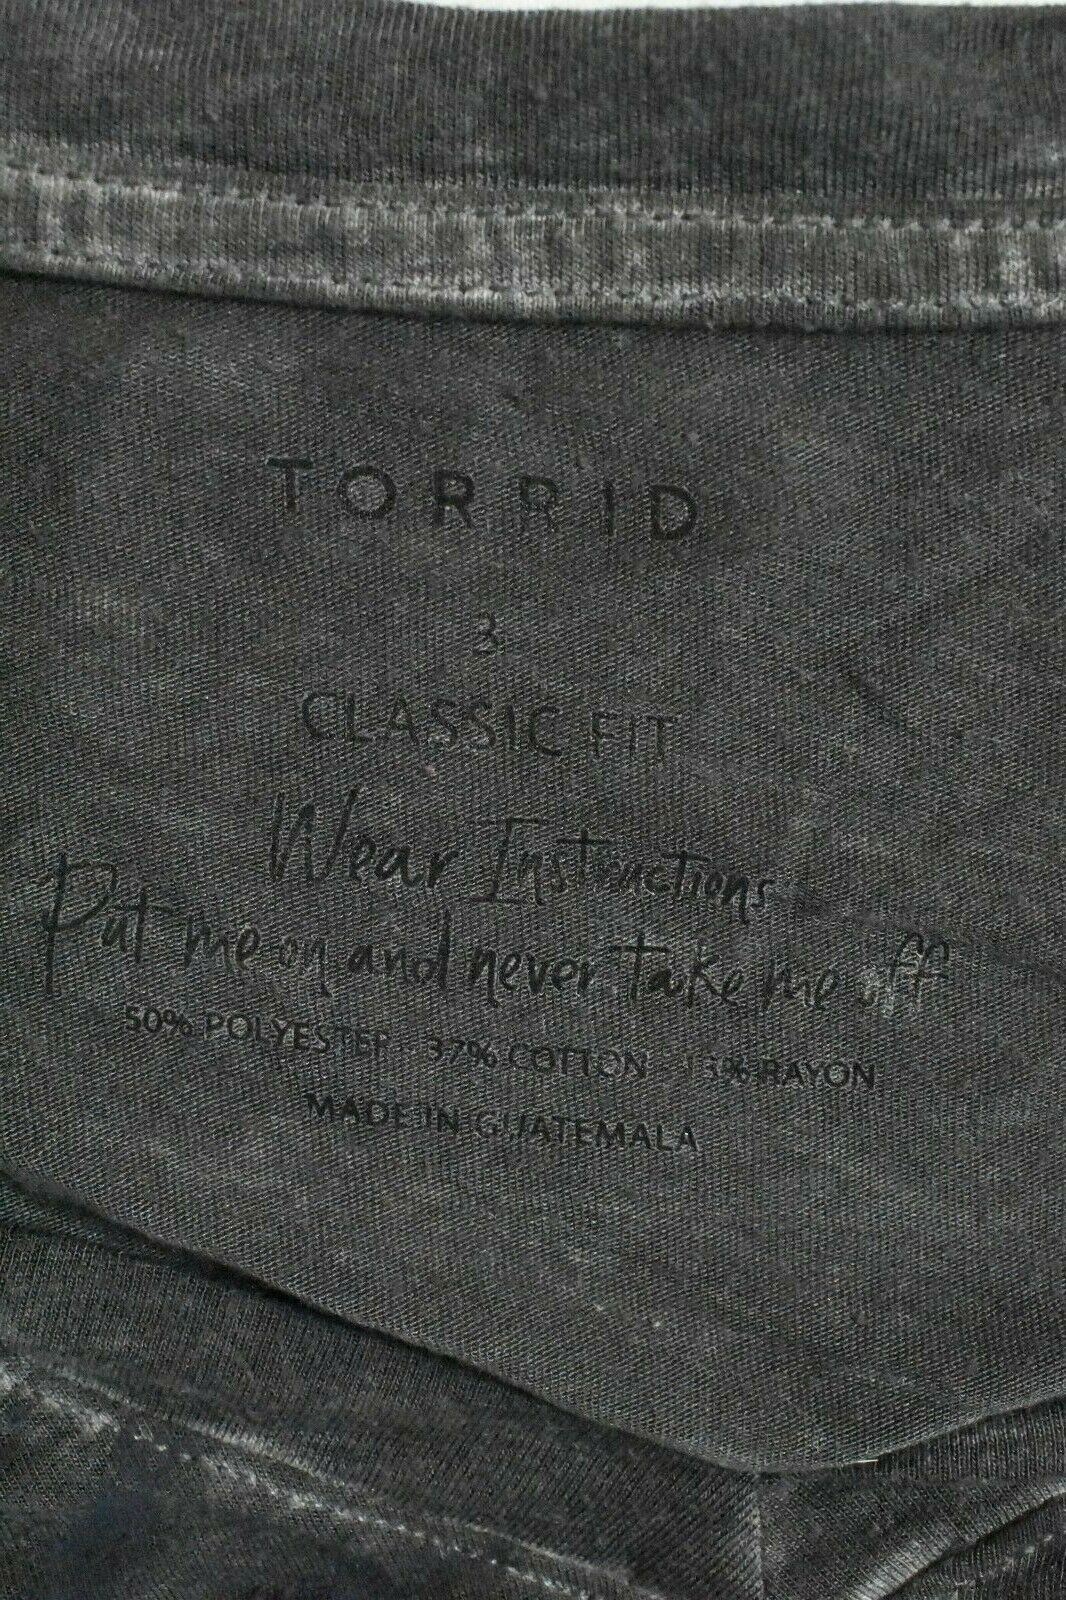 TORRID
3
CLASSIC FIT
Wear Instructions
Put me on and never take me off
50% POLYESTER - 37% COTTON - 13% RAYON
MADE IN GUATEMALA